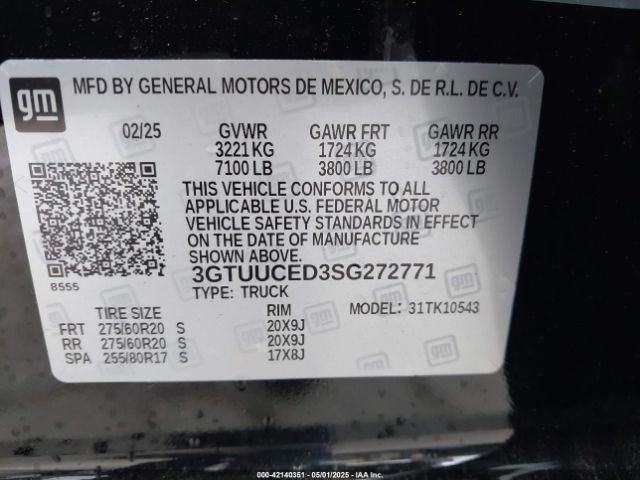 gm
MFD BY GENERAL MOTORS DE MEXICO, S. DE R.L. DE C.V.
02/25 GVWR GAWR FRT GAWR RR
3221 KG 1724 KG 1724 KG
7100 LB 3800 LB 3800 LB
THIS VEHICLE CONFORMS TO ALL
APPLICABLE U.S. FEDERAL MOTOR
VEHICLE SAFETY STANDARDS IN EFFECT
ON THE DATE OF MANUFACTURE
SHOWN ABOVE.
8555
3GTUUCED3SG272771
TYPE: TRUCK
TIRE SIZE RIM MODEL: 31TK10543
FRT 275/60R20 S 20X9J
RR 275/60R20 S 20X9J
SPA 255/80R17 S 17X8J
000-42140351 - 05/01/2025 - IAAI.com